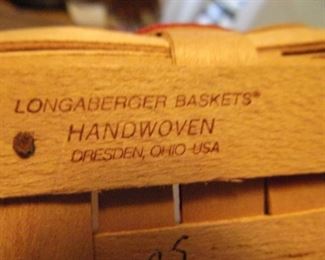 LONGABERGER BASKETS®
HANDWOVEN
DRESDEN, OHIO USA